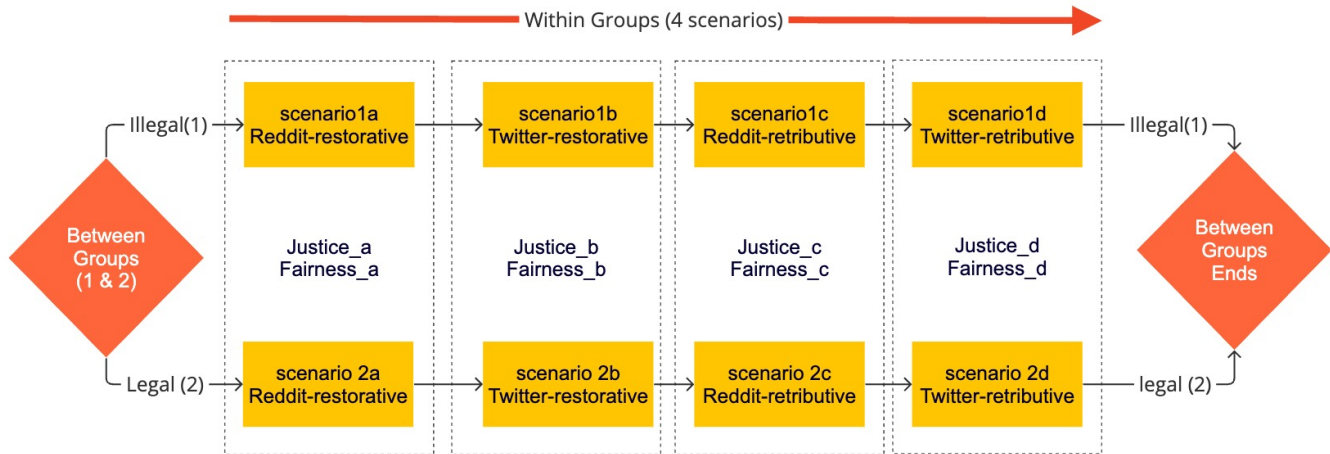 Within Groups (4 scenarios)
Illegal(1)
scenario1a
Reddit-restorative
scenario1b
Twitter-restorative
scenario1c
Reddit-retributive
scenario1d
Twitter-retributive
Illegal(1)
Between
Groups
(1 & 2)
Justice_a
Fairness_a
Justice_b
Fairness_b
Justice_c
Fairness_c
Justice_d
Fairness_d
Between
Groups
Ends
Legal (2)
scenario 2a
Reddit-restorative
scenario 2b
Twitter-restorative
scenario 2c
Reddit-retributive
scenario 2d
Twitter-retributive
legal (2)